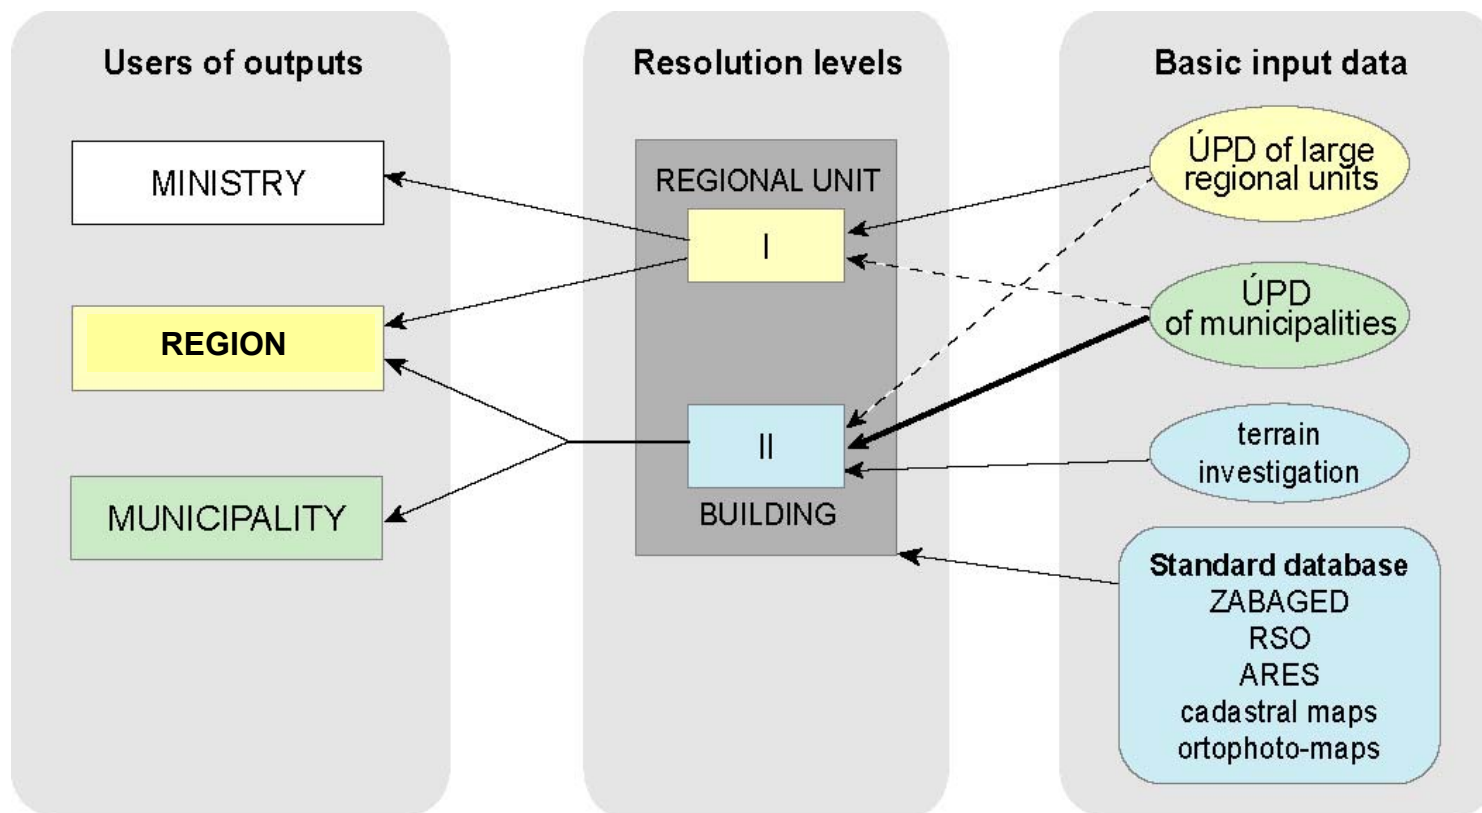 Users of outputs
MINISTRY
REGION
MUNICIPALITY
Resolution levels
REGIONAL UNIT
I
II
BUILDING
Basic input data
ÚPD of large
regional units
ÚPD
of municipalities
terrain
investigation
Standard database
ZABAGED
RSO
ARES
cadastral maps
ortophoto-maps